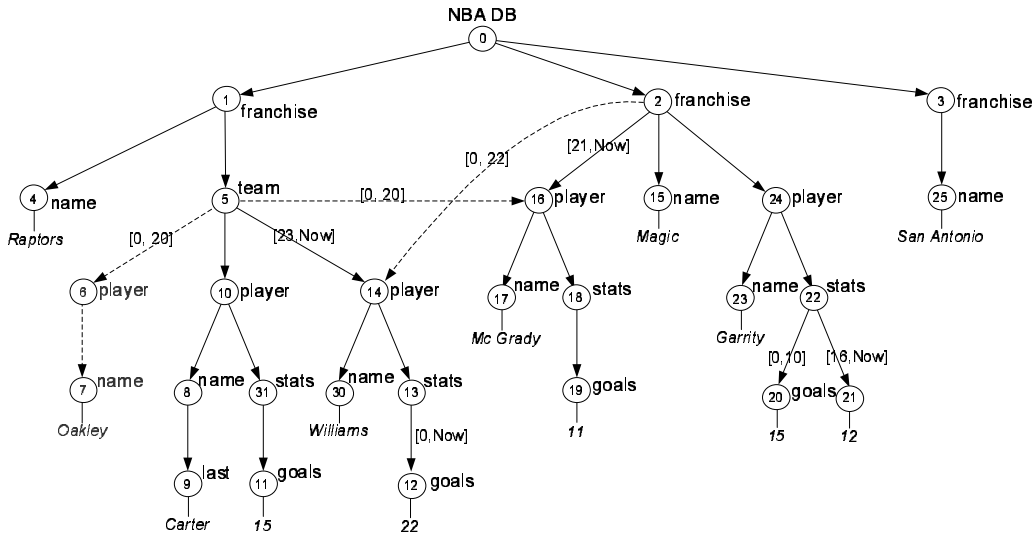 NBA DB
0
1 franchise
2 franchise
3 franchise
[0, 22]
[21,Now]
4 name
team
5
[0, 20]
16 player
15 name
24 player
25 name
Raptors
[0, 20]
[23,Now]
Magic
San Antonio
6 player
10 player
14 player
17 name
18 stats
23 name
22 stats
Mc Grady
Garrity
[0,10]
[16,Now]
7 name
8 name
31 stats
30 name
13 stats
19 goals
20 goals
21
Oakley
Williams
[0,Now]
11
15
12
9 last
11 goals
12 goals
Carter
15
22